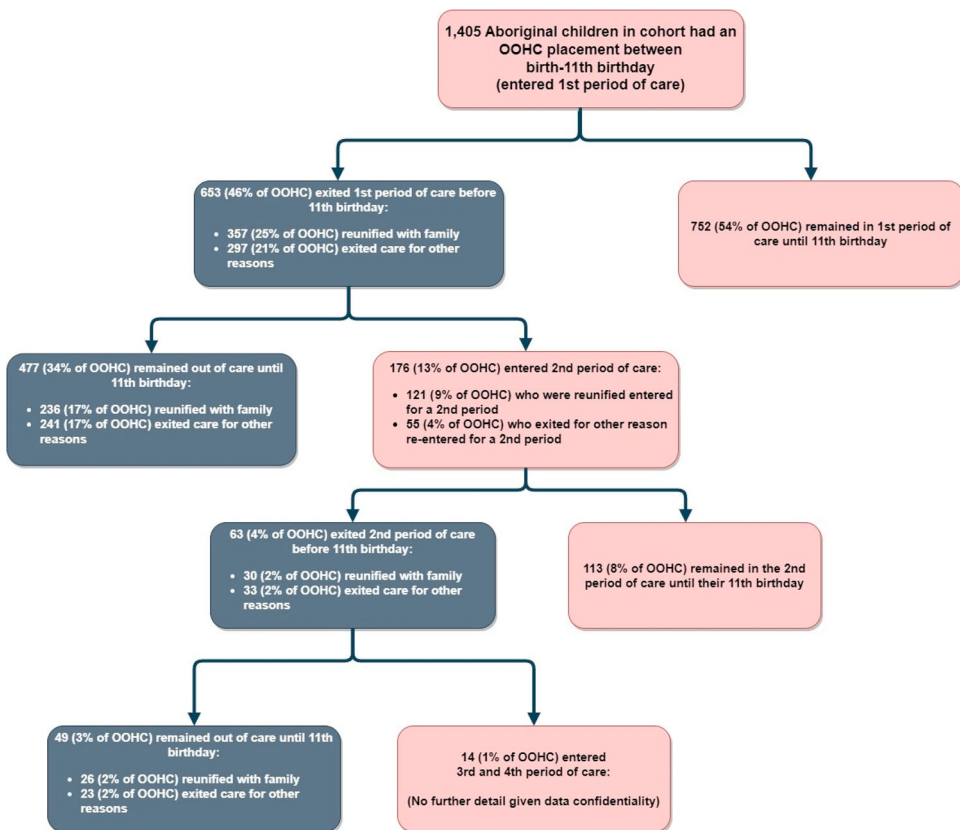 1,405 Aboriginal children in cohort had an
OOHC placement between
birth-11th birthday
(entered 1st period of care)
653 (46% of OOHC) exited 1st period of care before
11th birthday:
• 357 (25% of OOHC) reunified with family
• 297 (21% of OOHC) exited care for other
reasons
752 (54% of OOHC) remained in 1st period of
care until 11th birthday
477 (34% of OOHC) remained out of care until
11th birthday:
• 236 (17% of OOHC) reunified with family
• 241 (17% of OOHC) exited care for other
reasons
176 (13% of OOHC) entered 2nd period of care:
• 121 (9% of OOHC) who were reunified entered
for a 2nd period
• 55 (4% of OOHC) who exited for other reason
re-entered for a 2nd period
63 (4% of OOHC) exited 2nd period of care
before 11th birthday:
• 30 (2% of OOHC) reunified with family
• 33 (2% of OOHC) exited care for other
reasons
113 (8% of OOHC) remained in the 2nd
period of care until their 11th birthday
49 (3% of OOHC) remained out of care until 11th
birthday:
• 26 (2% of OOHC) reunified with family
• 23 (2% of OOHC) exited care for other
reasons
14 (1% of OOHC) entered
3rd and 4th period of care:
(No further detail given data confidentiality)